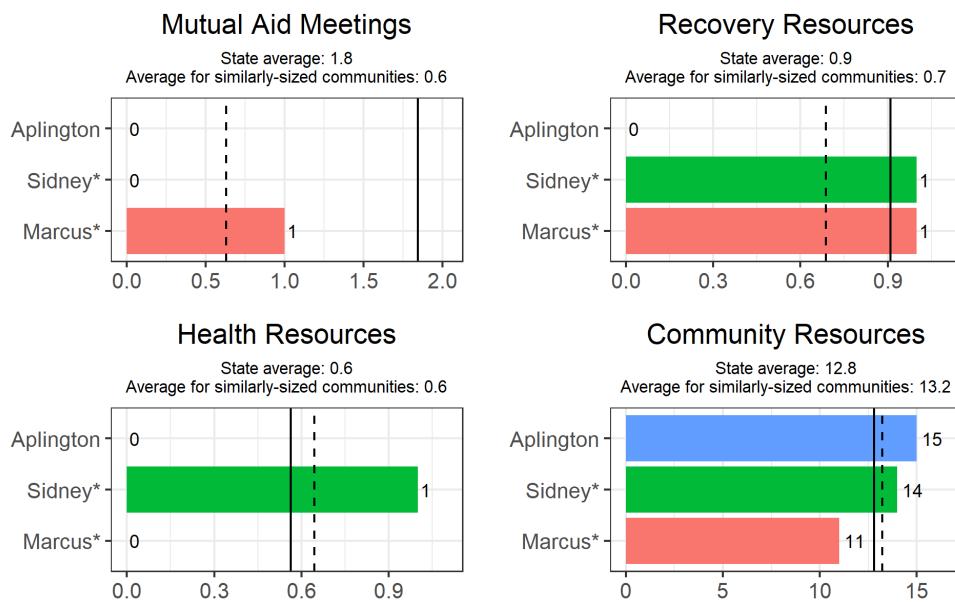 Mutual Aid Meetings
State average: 1.8
Average for similarly-sized communities: 0.6
Aplington
0
Sidney*
0
Marcus*
1
0.0 0.5 1.0 1.5 2.0
Recovery Resources
State average: 0.9
Average for similarly-sized communities: 0.7
Aplington
0
Sidney*
1
Marcus*
1
0.0 0.3 0.6 0.9
Health Resources
State average: 0.6
Average for similarly-sized communities: 0.6
Aplington
0
Sidney*
1
Marcus*
0
0.0 0.3 0.6 0.9
Community Resources
State average: 12.8
Average for similarly-sized communities: 13.2
Aplington
15
Sidney*
14
Marcus*
11
0 5 10 15